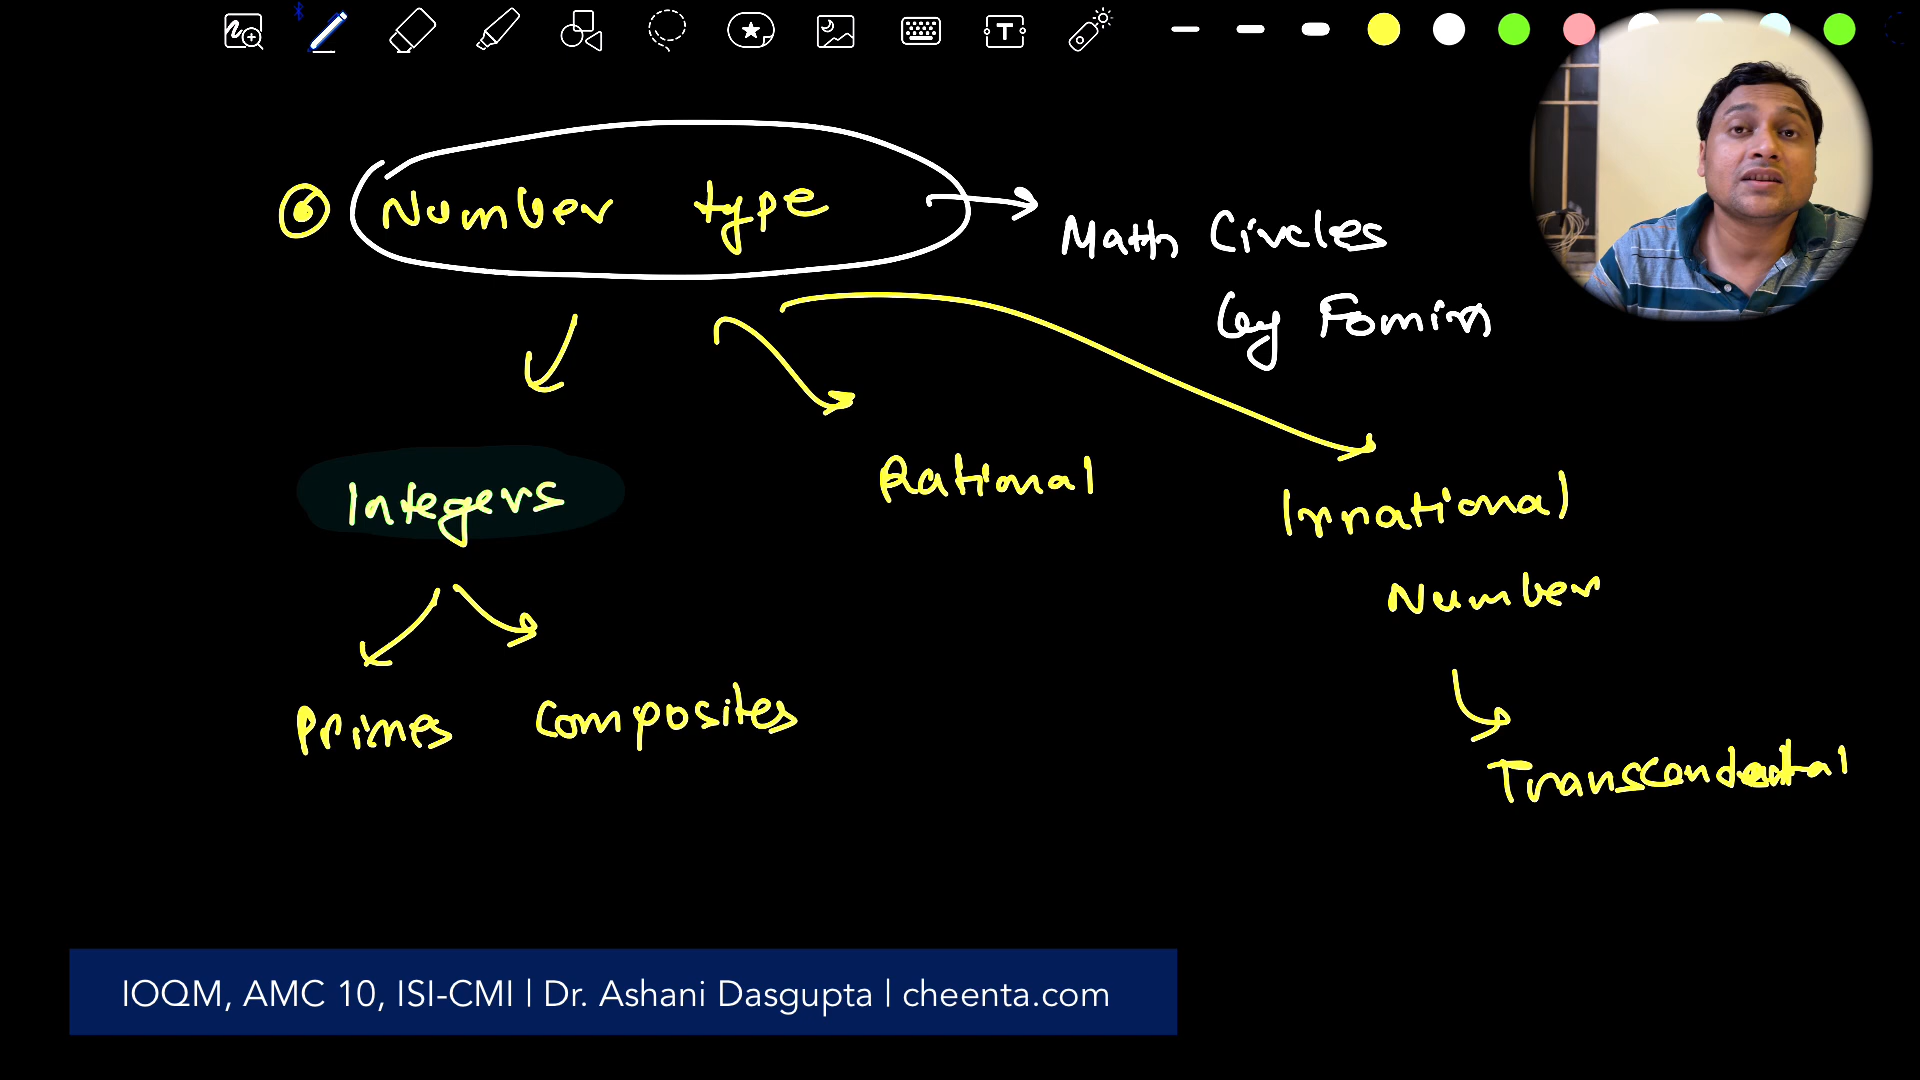 6 Number type
Math Circles
by Fomin
Integers
Rational
Irrational
Number
Primes
Composites
Transcendental
IOQM, AMC 10, ISI-CMI | Dr. Ashani Dasgupta | cheenta.com